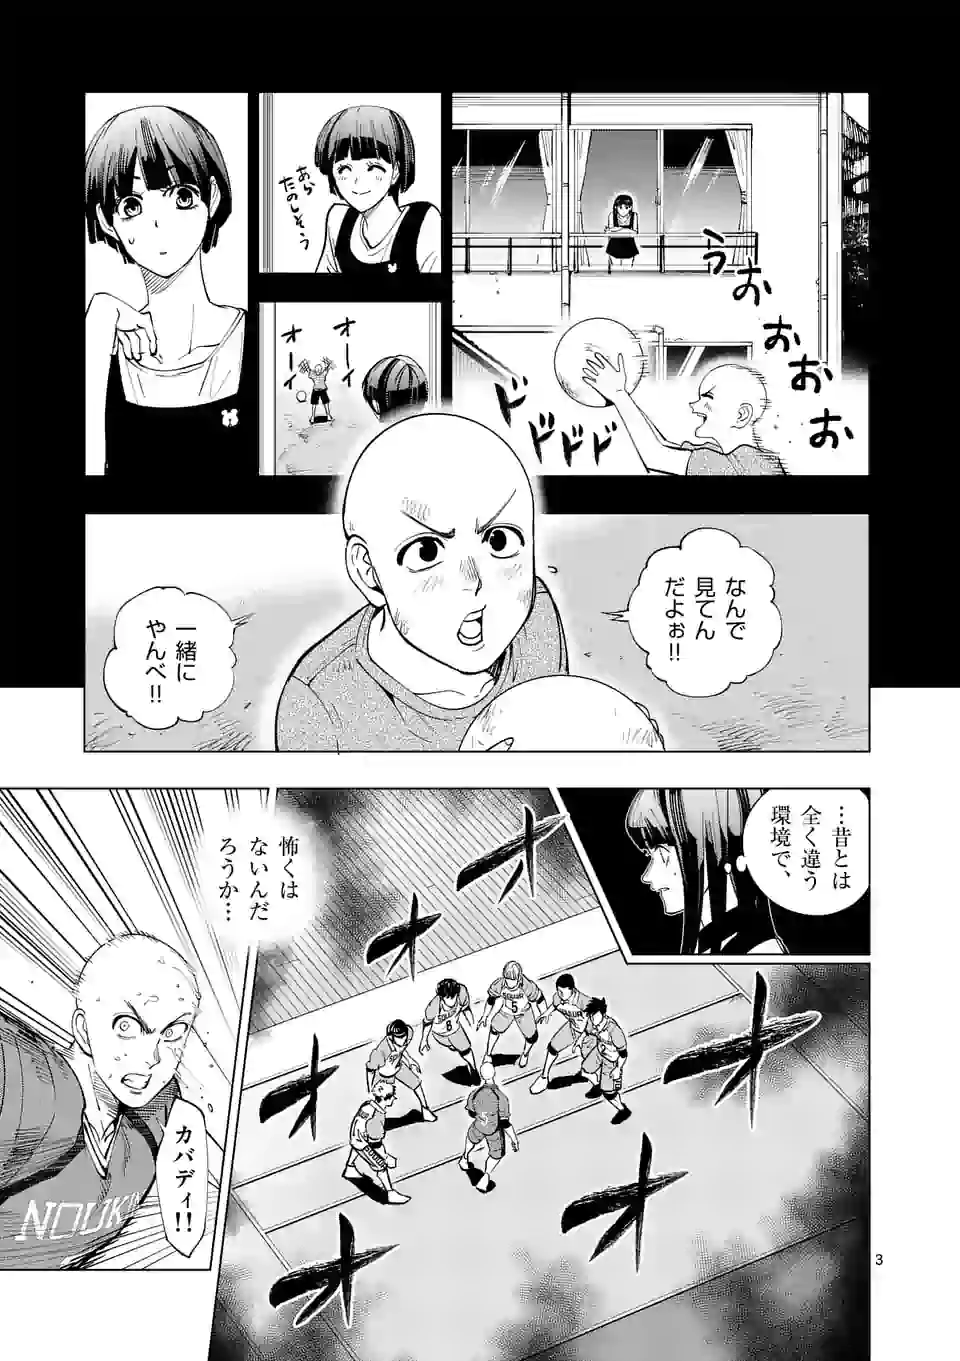 うぉおおおお
ドドドド
あら
たのしそう
オーイ
オーイ
なんで
見てん
だよぉ!!
一緒に
やんべ!!
…昔とは
全く違う
環境で、
オオオオオオ
怖くは
ないんだ
ろうか…
カバディ!!
NOUKIN
3